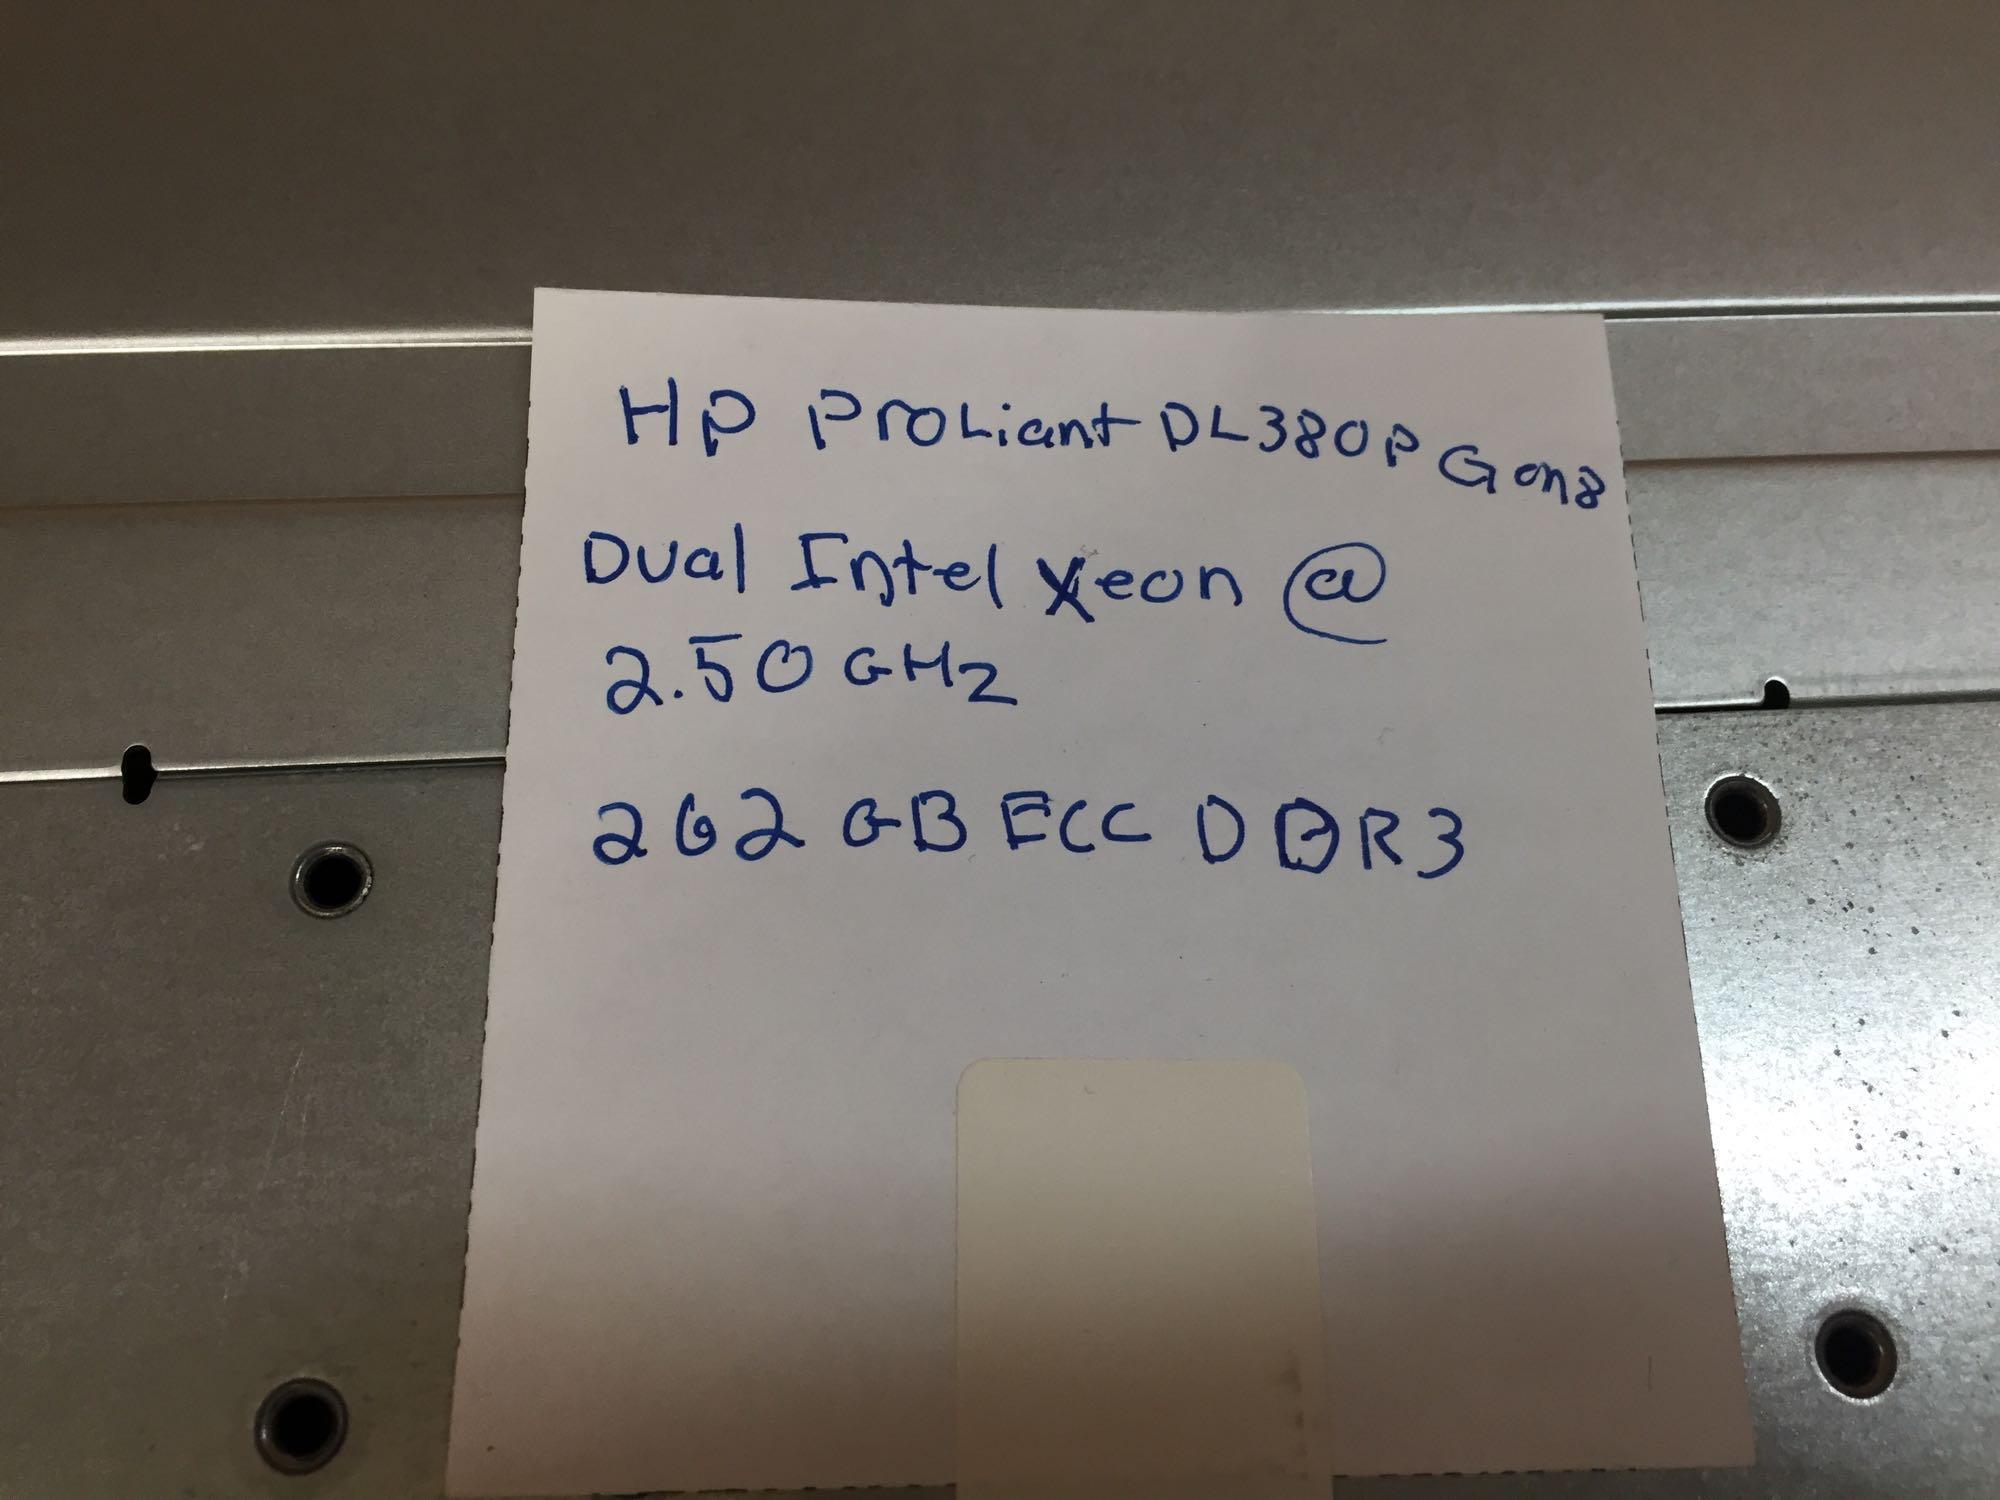 HP ProLiant DL380P Gen8
Dual Intel Xeon @
2.50 GHz
262 GB ECC DDR3